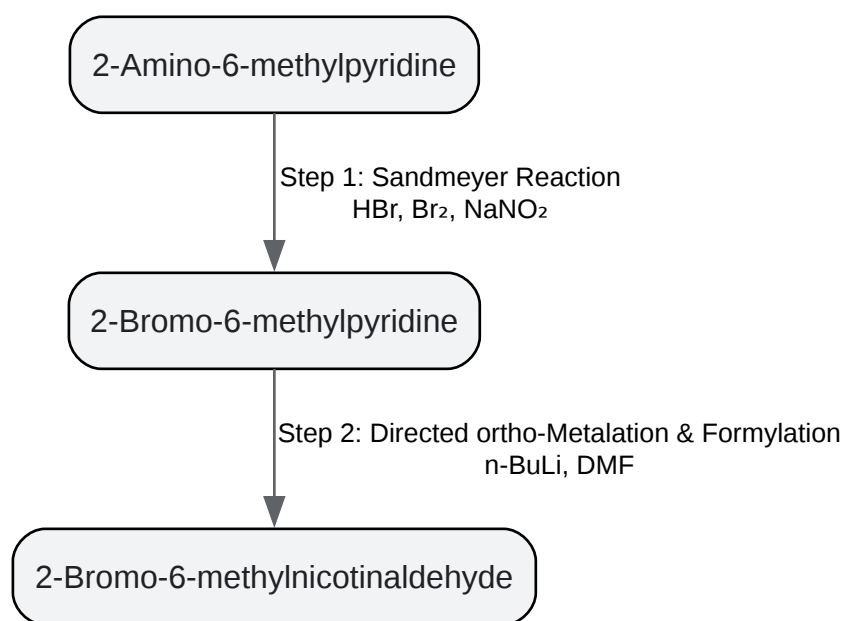 2-Amino-6-methylpyridine
Step 1: Sandmeyer Reaction
HBr, Br₂, NaNO₂
2-Bromo-6-methylpyridine
Step 2: Directed ortho-Metalation & Formylation
n-BuLi, DMF
2-Bromo-6-methylnicotinaldehyde